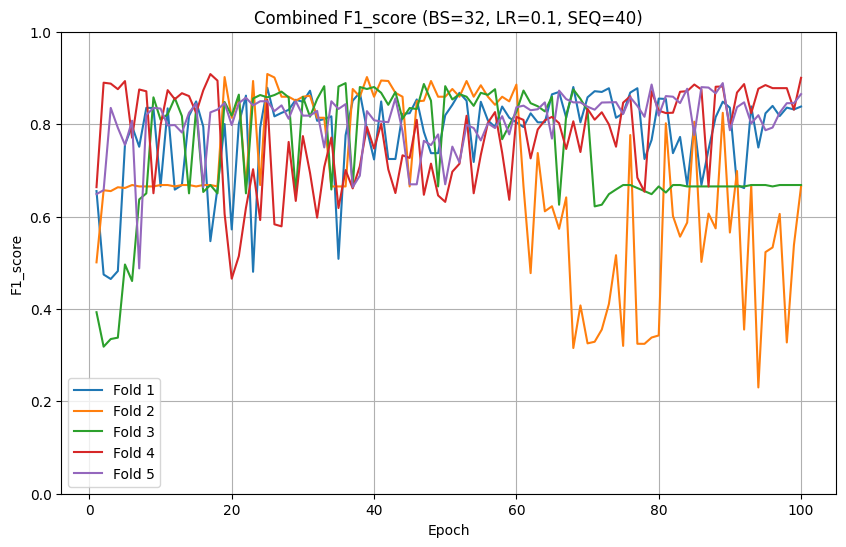 Combined F1_score (BS=32, LR=0.1, SEQ=40)
1.0
0.8
0.6
0.4
0.2
0.0
F1_score
Fold 1
Fold 2
Fold 3
Fold 4
Fold 5
0 20 40 60 80 100
Epoch